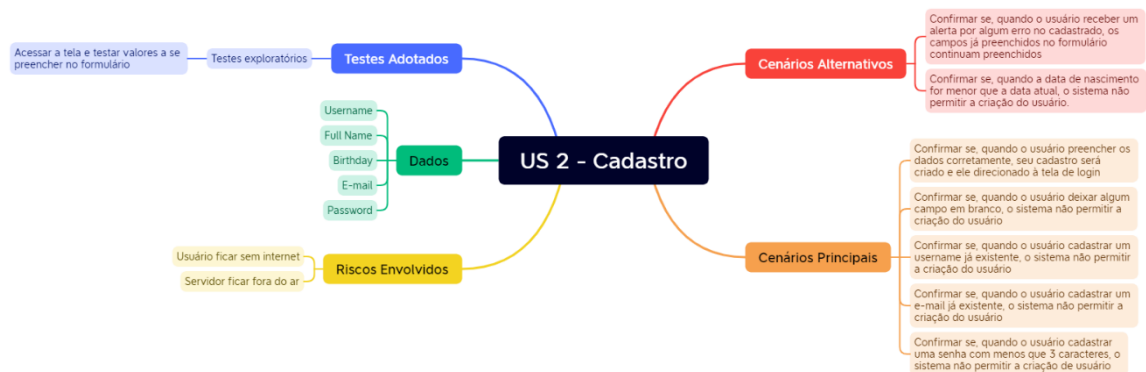 US 2 - Cadastro
Testes Adotados
Testes exploratórios
Acessar a tela e testar valores a se
preencher no formulário
Dados
Username
Full Name
Birthday
E-mail
Password
Riscos Envolvidos
Usuário ficar sem internet
Servidor ficar fora do ar
Cenários Alternativos
Confirmar se, quando o usuário receber um
alerta por algum erro no cadastrado, os
campos já preenchidos no formulário
continuam preenchidos
Confirmar se, quando a data de nascimento
for menor que a data atual, o sistema não
permitir a criação do usuário.
Cenários Principais
Confirmar se, quando o usuário preencher os
dados corretamente, seu cadastro será
criado e ele direcionado à tela de login
Confirmar se, quando o usuário deixar algum
campo em branco, o sistema não permitir a
criação do usuário
Confirmar se, quando o usuário cadastrar um
username já existente, o sistema não permitir
a criação do usuário
Confirmar se, quando o usuário cadastrar um
e-mail já existente, o sistema não permitir a
criação do usuário
Confirmar se, quando o usuário cadastrar
uma senha com menos que 3 caracteres, o
sistema não permitir a criação de usuário